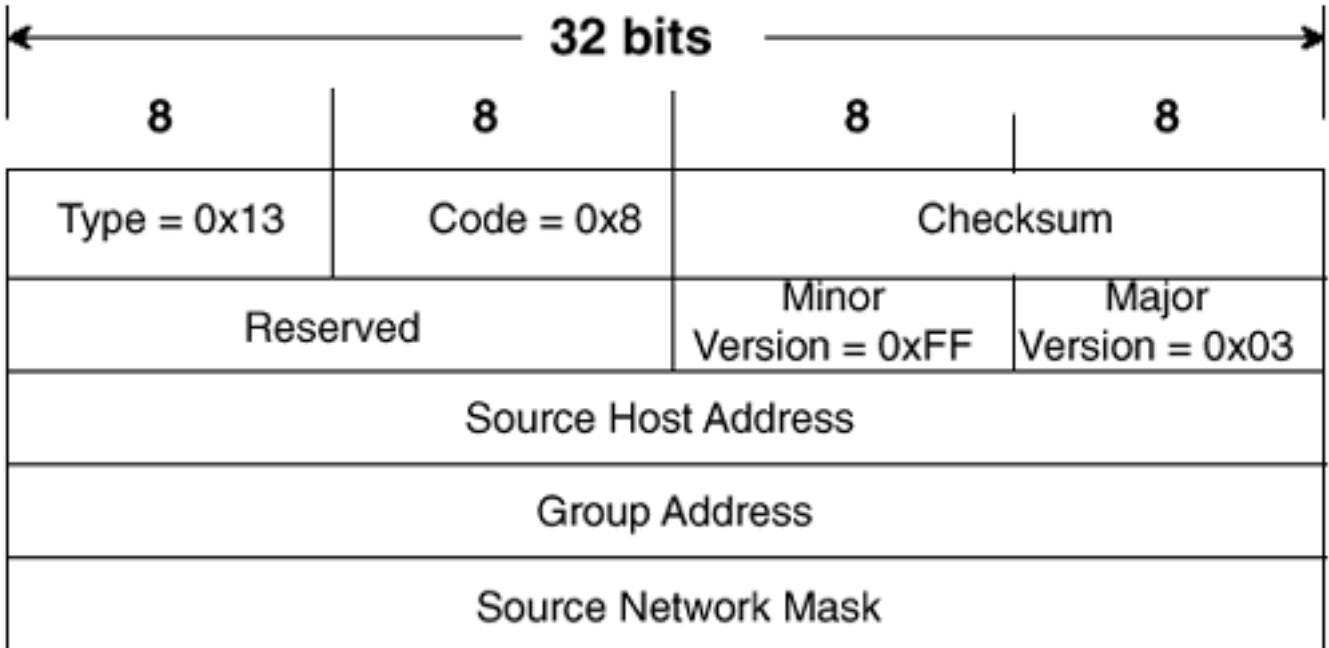 32 bits
8 8 8 8
Type = 0x13 Code = 0x8 Checksum
Reserved
Minor
Version = 0xFF
Major
Version = 0x03
Source Host Address
Group Address
Source Network Mask